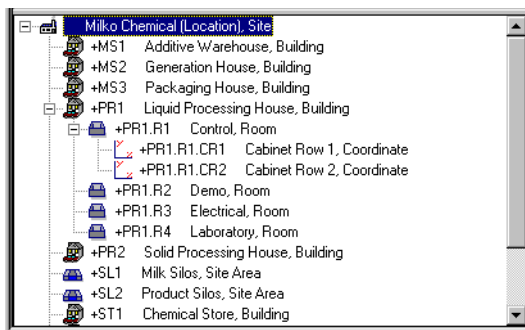 Milko Chemical (Location), Site
+MS1 Additive Warehouse, Building
+MS2 Generation House, Building
+MS3 Packaging House, Building
+PR1 Liquid Processing House, Building
+PR1.R1 Control, Room
+PR1.R1.CR1 Cabinet Row 1, Coordinate
+PR1.R1.CR2 Cabinet Row 2, Coordinate
+PR1.R2 Demo, Room
+PR1.R3 Electrical, Room
+PR1.R4 Laboratory, Room
+PR2 Solid Processing House, Building
+SL1 Milk Silos, Site Area
+SL2 Product Silos, Site Area
+ST1 Chemical Store, Building